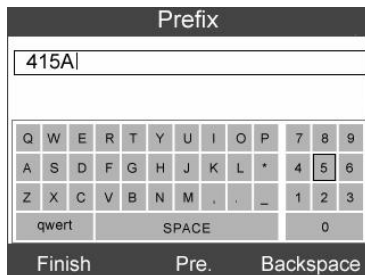 Prefix
415A
Q W E R T Y U I O P 7 8 9
A S D F G H J K L * 4 5 6
Z X C V B N M , . _ 1 2 3
qwert SPACE 0
Finish Pre. Backspace